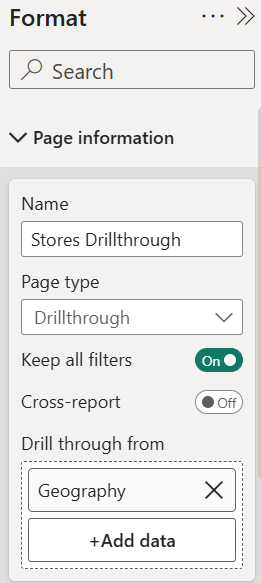 Format
Search
Page information
Name
Stores Drillthrough
Page type
Drillthrough
Keep all filters
On
Cross-report
Off
Drill through from
Geography
+Add data